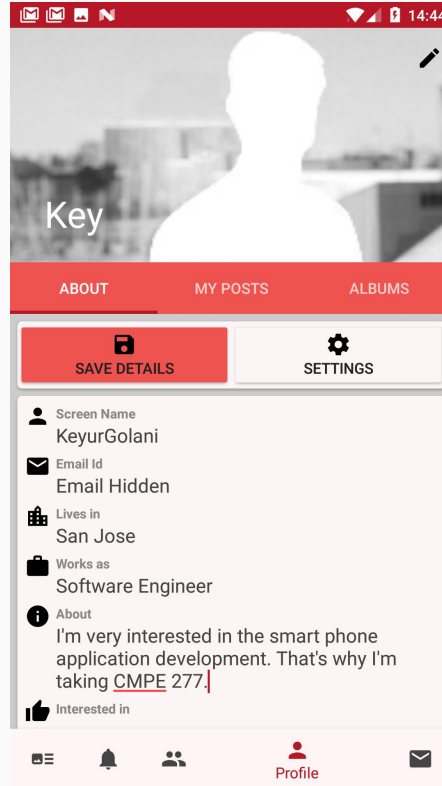 14:44
Key
ABOUT
MY POSTS
ALBUMS
SAVE DETAILS
SETTINGS
Screen Name
KeyurGolani
Email Id
Email Hidden
Lives in
San Jose
Works as
Software Engineer
About
I'm very interested in the smart phone
application development. That's why I'm
taking CMPE 277.
Interested in
Profile